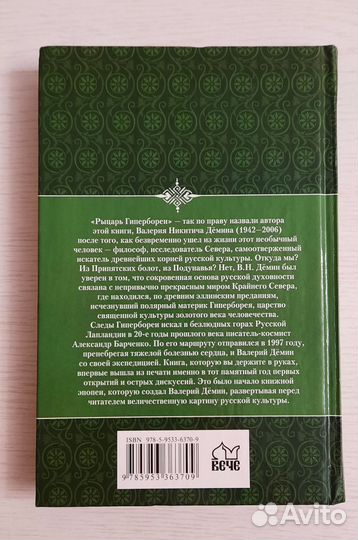 «Рыцарь Гипербореи» — так по праву назвали автора
этой книги, Валерия Никитича Дёмина (1942—2006)
после того, как безвременно ушел из жизни этот необычный
человек — философ, исследователь Севера, самоотверженный
искатель древнейших корней русской культуры. Откуда мы?
Из Припятских болот, из Подунавья? Нет, В.Н. Дёмин был
уверен в том, что сокровенная основа русской духовности
связана с непривычно прекрасным миром Крайнего Севера,
где находился, по древним эллинским преданиям,
исчезнувший полярный материк Гиперборея, царство
священной культуры золотого века человечества.
Следы Гипербореи искал в безлюдных горах Русской
Лапландии в 20-е годы прошлого века писатель-космист
Александр Барченко. По его маршруту отправился в 1997 году,
пренебрегая тяжелой болезнью сердца, и Валерий Дёмин
со своей экспедицией. Книга, которую вы держите в руках,
впервые вышла из печати именно в тот памятный год первых
открытий и острых дискуссий. Это было начало книжной
эпопеи, которую создал Валерий Дёмин, развертывая перед
читателем величественную картину русской культуры.
ISBN 978-5-9533-6370-9
9 785953 363709
ВЕЧЕ
Avito